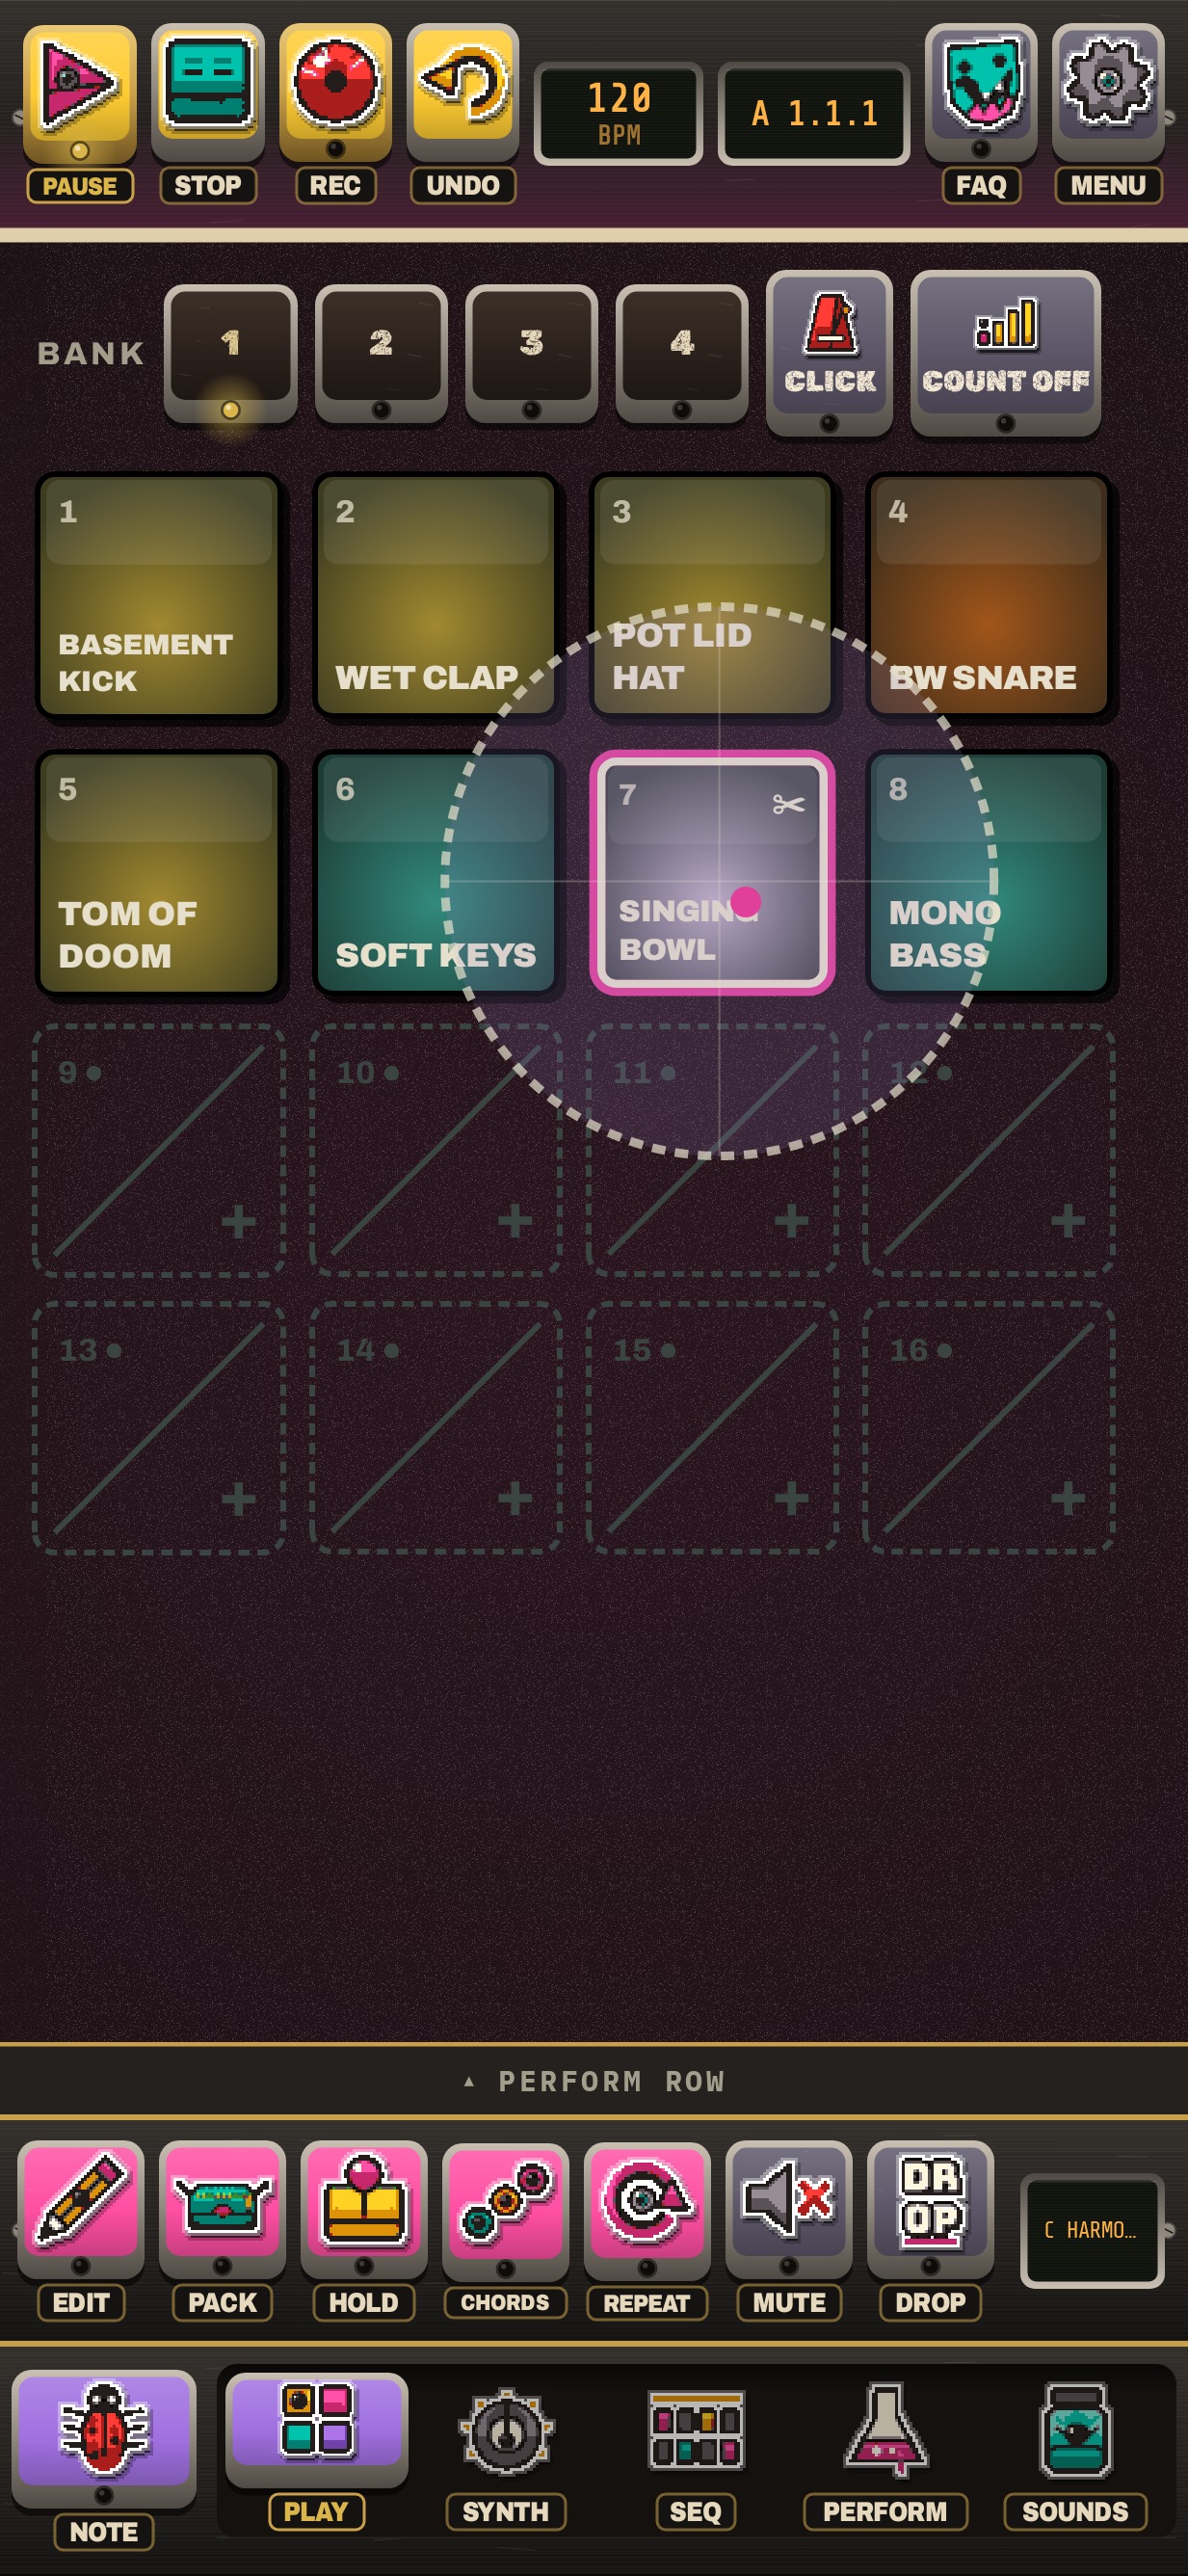 120
BPM
A 1.1.1
PAUSE
STOP
REC
UNDO
FAQ
MENU
BANK
1
2
3
4
CLICK
COUNT OFF
1
BASEMENT
KICK
2
WET CLAP
3
POT LID
HAT
4
BW SNARE
5
TOM OF
DOOM
6
SOFT KEYS
7
SINGING
BOWL
8
MONO
BASS
9
10
11
12
13
14
15
16
▲ PERFORM ROW
DROP
C HARMO…
EDIT
PACK
HOLD
CHORDS
REPEAT
MUTE
DROP
NOTE
PLAY
SYNTH
SEQ
PERFORM
SOUNDS